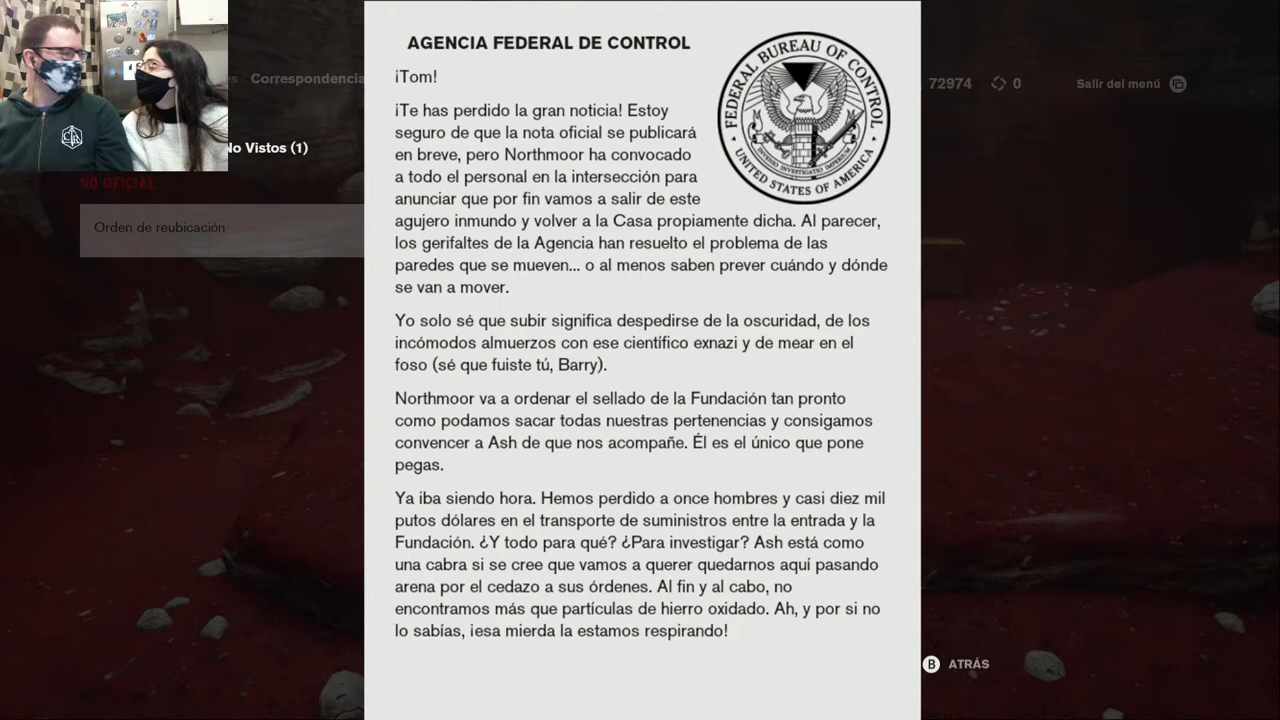 AGENCIA FEDERAL DE CONTROL
¡Tom!
¡Te has perdido la gran noticia! Estoy
seguro de que la nota oficial se publicará
en breve, pero Northmoor ha convocado
a todo el personal en la intersección para
anunciar que por fin vamos a salir de este
agujero inmundo y volver a la Casa propiamente dicha. Al parecer,
los gerifaltes de la Agencia han resuelto el problema de las
paredes que se mueven... o al menos saben prever cuándo y dónde
se van a mover.
Yo solo sé que subir significa despedirse de la oscuridad, de los
incómodos almuerzos con ese científico exnazi y de mear en el
foso (sé que fuiste tú, Barry).
Northmoor va a ordenar el sellado de la Fundación tan pronto
como podamos sacar todas nuestras pertenencias y consigamos
convencer a Ash de que nos acompañe. Él es el único que pone
pegas.
Ya iba siendo hora. Hemos perdido a once hombres y casi diez mil
putos dólares en el transporte de suministros entre la entrada y la
Fundación. ¿Y todo para qué? ¿Para investigar? Ash está como
una cabra si se cree que vamos a querer quedarnos aquí pasando
arena por el cedazo a sus órdenes. Al fin y al cabo, no
encontramos más que partículas de hierro oxidado. Ah, y por si no
lo sabías, ¡esa mierda la estamos respirando!
FEDERAL BUREAU OF CONTROL
UNITED STATES OF AMERICA
Correspondencia
No Vistos (1)
NO OFICIAL
Orden de reubicación
72974
0
Salir del menú
B ATRÁS